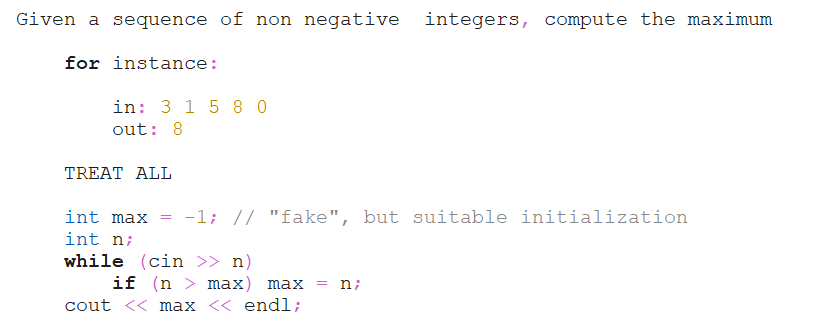 Given a sequence of non negative  integers, compute the maximum
for instance:
in: 3 1 5 8 0
out: 8
TREAT ALL
int max = -1; // "fake", but suitable initialization
int n;
while (cin >> n)
if (n > max) max = n;
cout << max << endl;